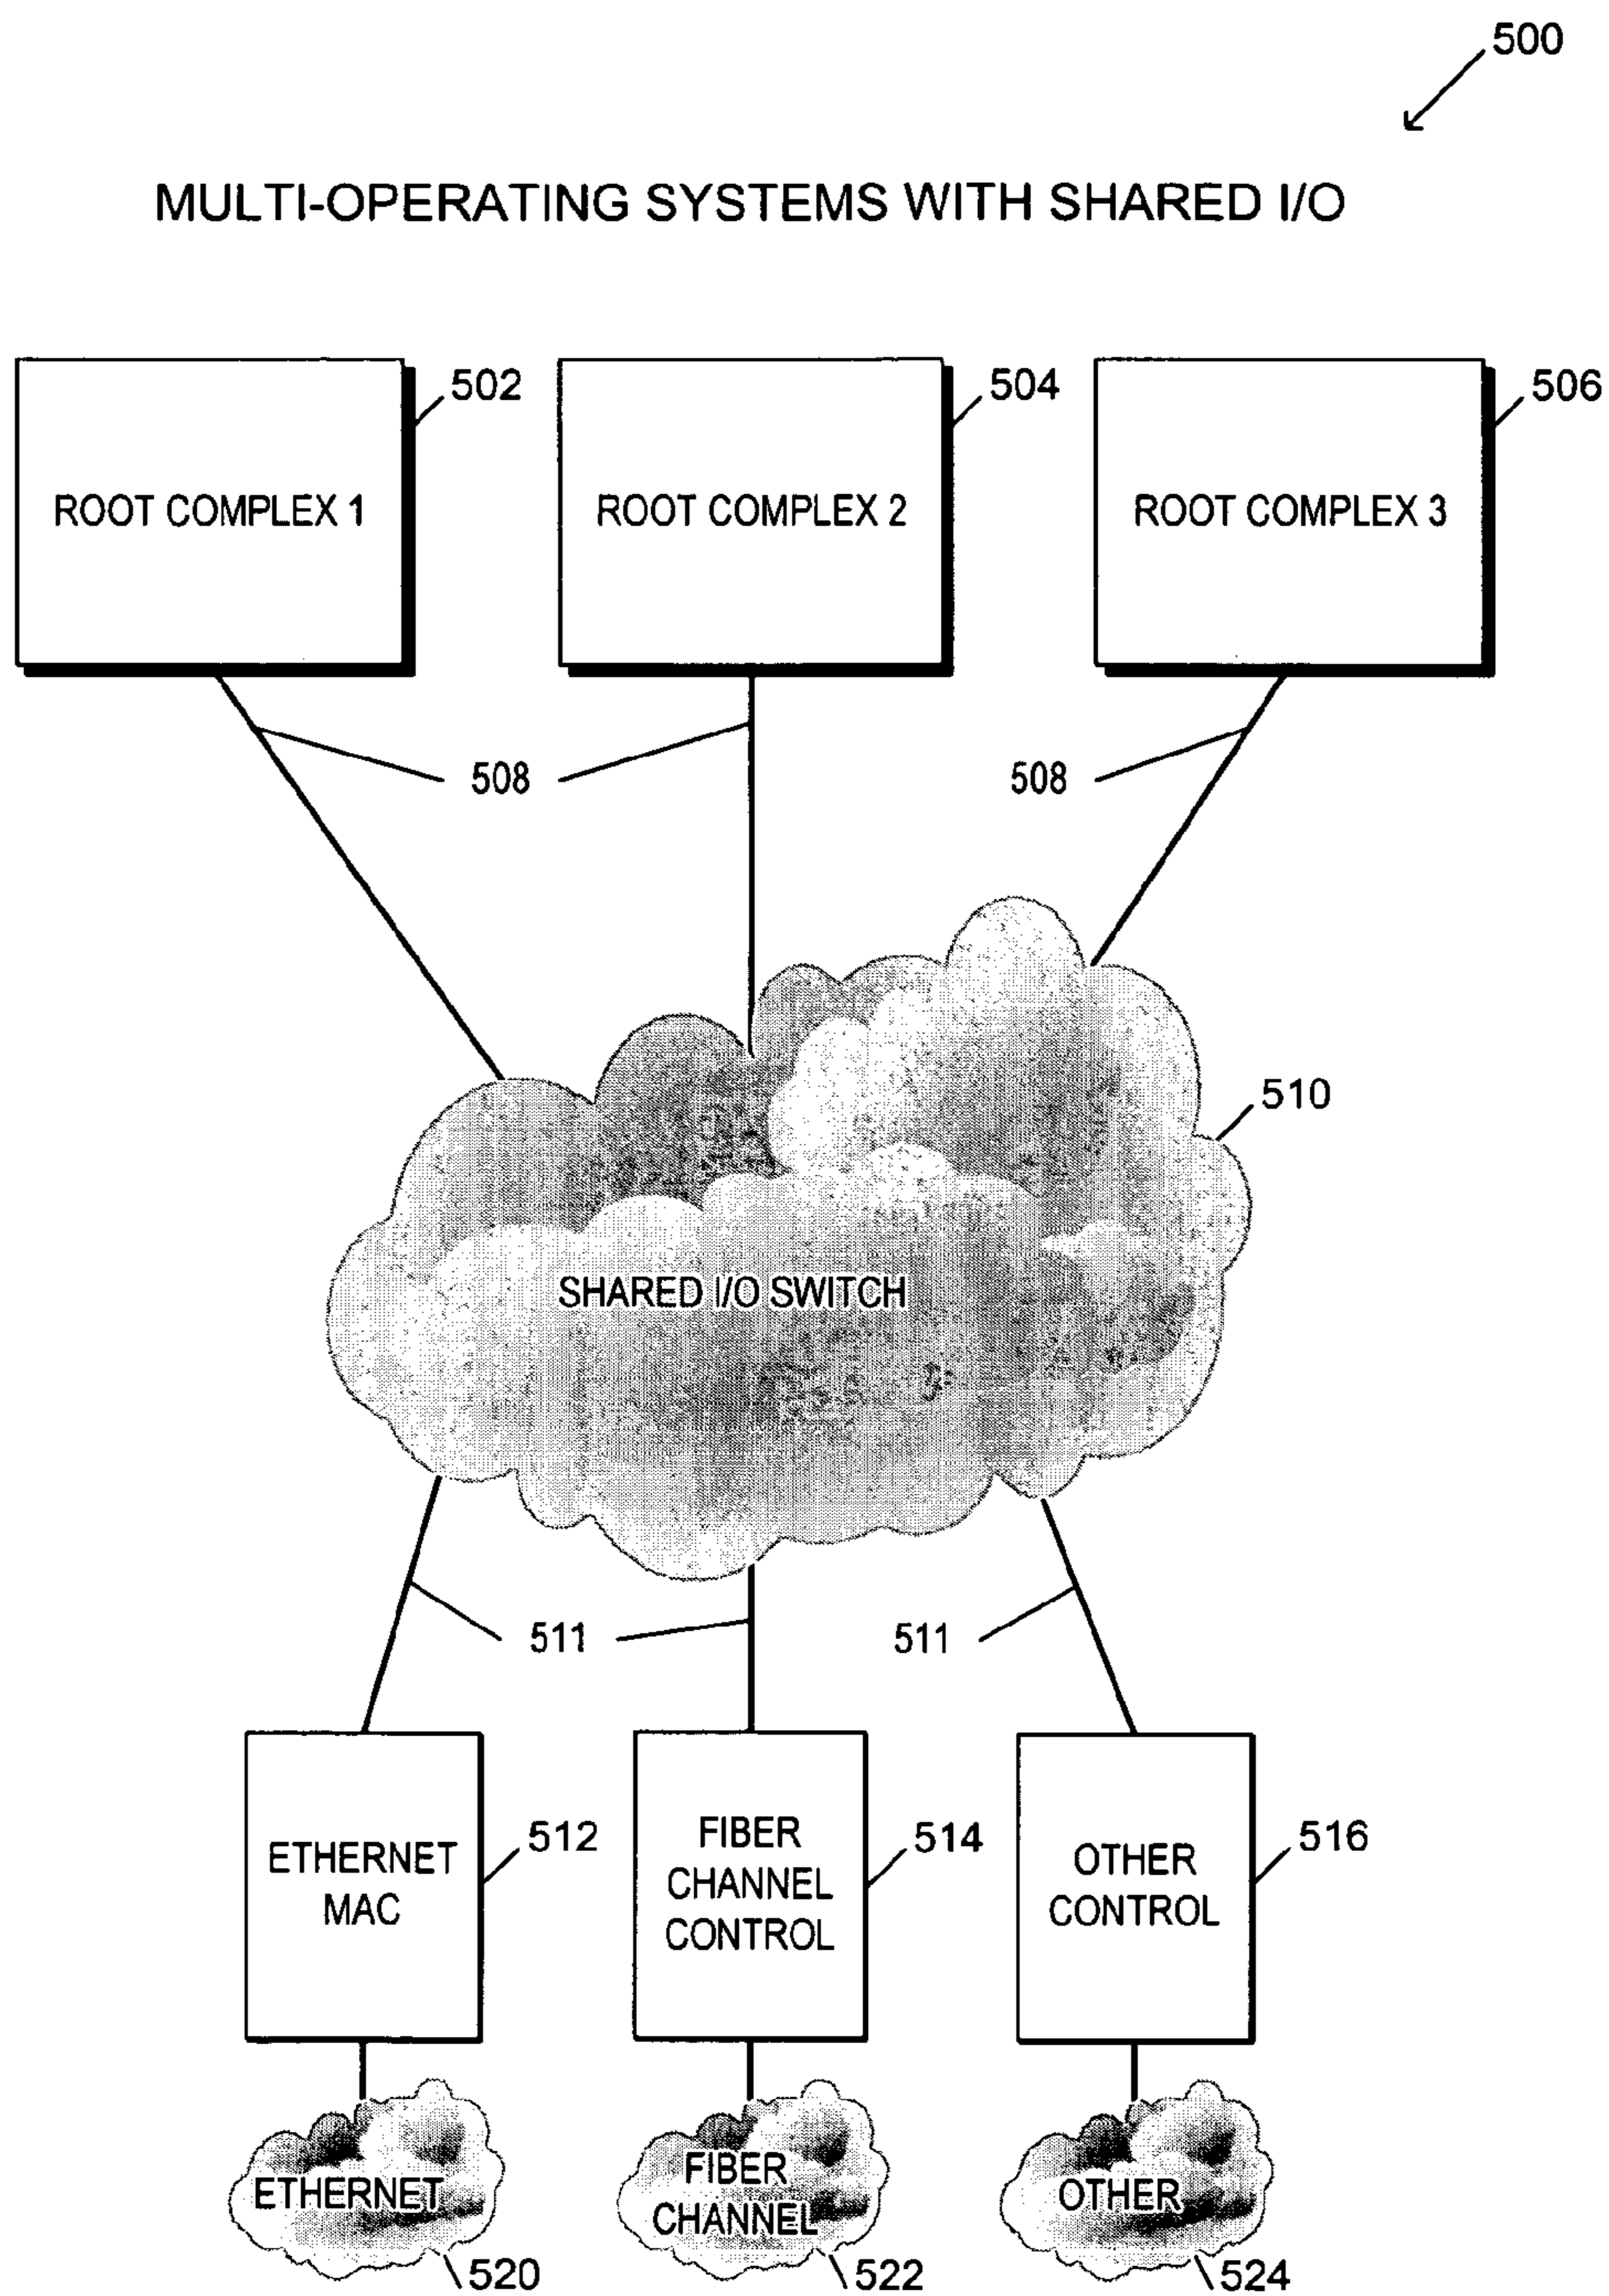 500
MULTI-OPERATING SYSTEMS WITH SHARED I/O
502
504
506
ROOT COMPLEX 1
ROOT COMPLEX 2
ROOT COMPLEX 3
508
508
510
SHARED I/O SWITCH
511
511
ETHERNET
MAC
512
FIBER
CHANNEL
CONTROL
514
OTHER
CONTROL
516
ETHERNET
520
FIBER
CHANNEL
522
OTHER
524